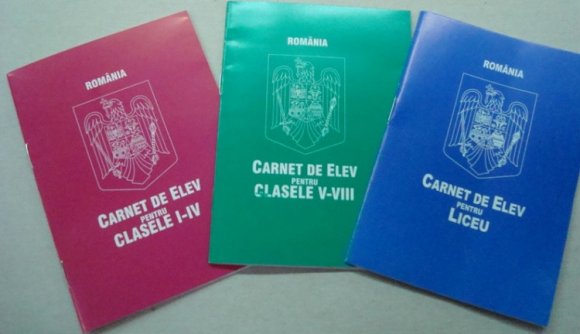 ROMÂNIA
CARNET DE ELEV
PENTRU
CLASELE I-IV
ROMÂNIA
CARNET DE ELEV
PENTRU
CLASELE V-VIII
ROMÂNIA
CARNET DE ELEV
PENTRU
LICEU